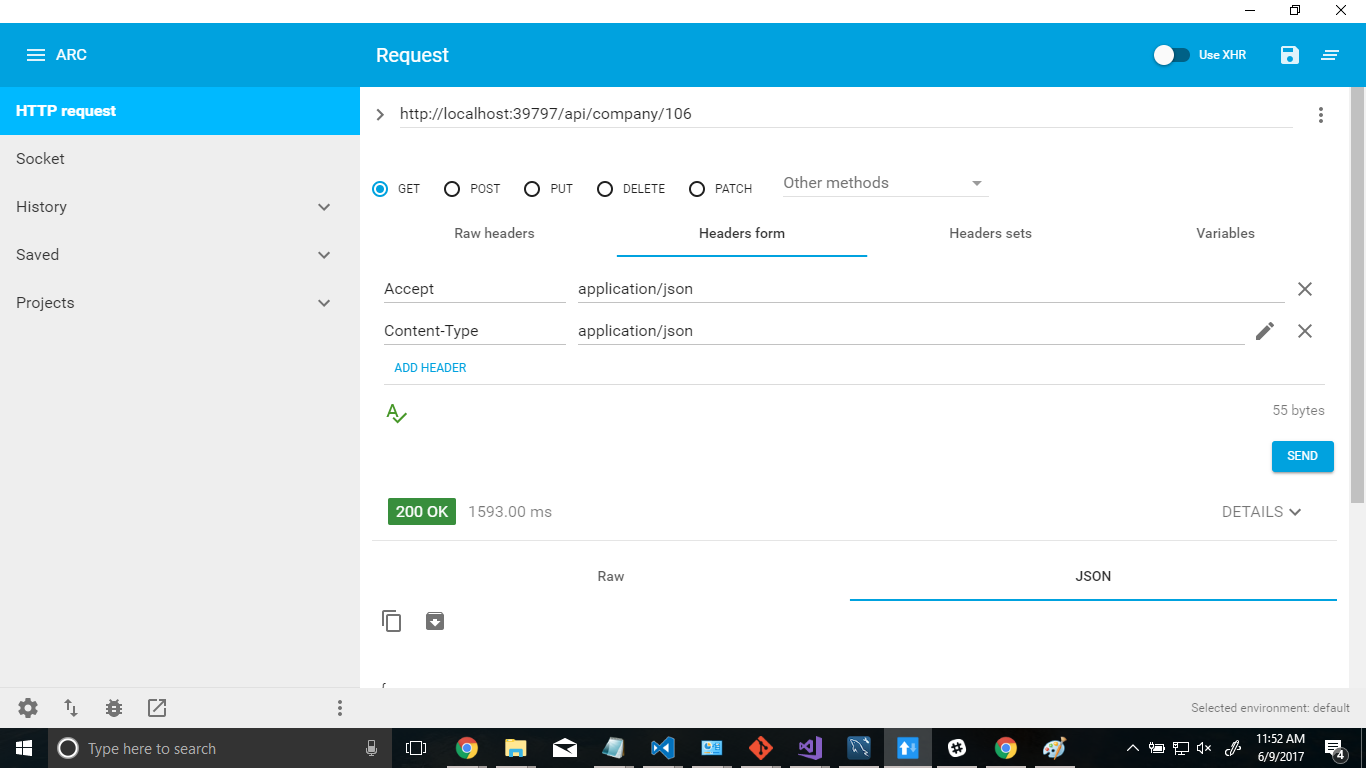 ARC
Request
Use XHR
HTTP request
Socket
History
Saved
Projects
http://localhost:39797/api/company/106
GET POST PUT DELETE PATCH Other methods
Raw headers Headers form Headers sets Variables
Accept application/json
Content-Type application/json
ADD HEADER
55 bytes
SEND
200 OK 1593.00 ms DETAILS
Raw JSON
Selected environment: default
Type here to search
11:52 AM
6/9/2017
4